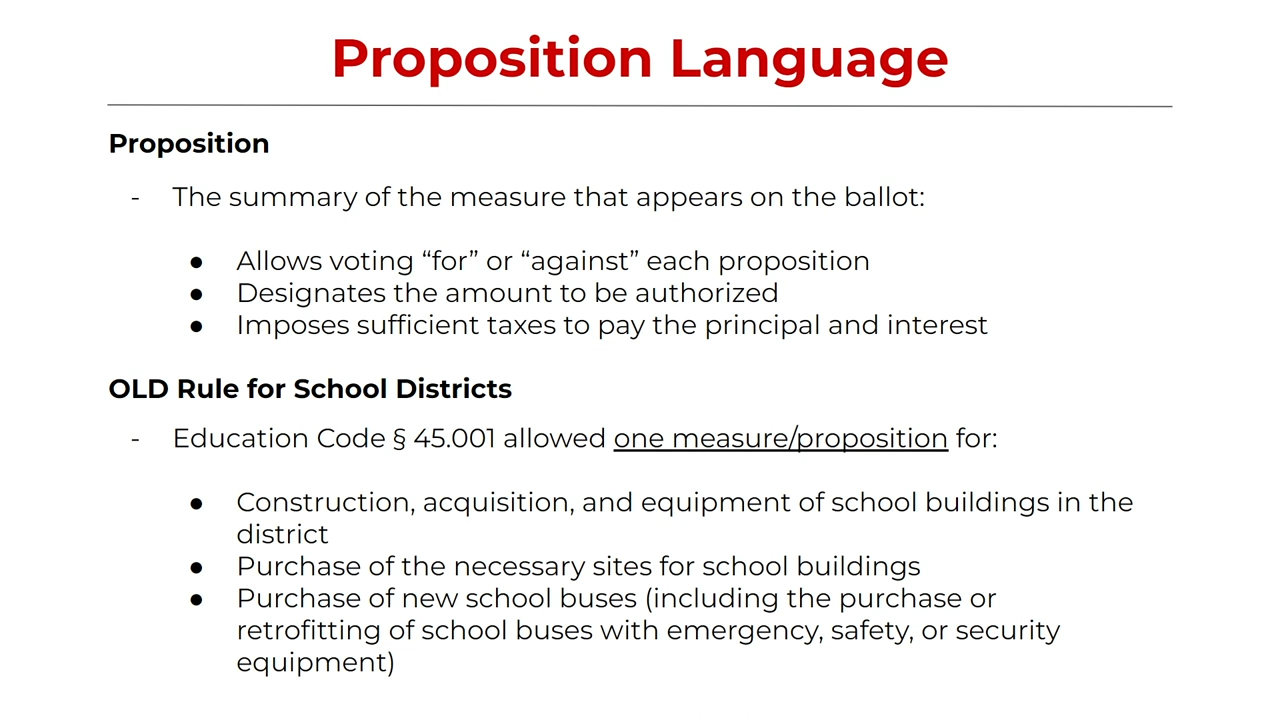 Proposition Language
Proposition
- The summary of the measure that appears on the ballot:
● Allows voting “for” or “against” each proposition
● Designates the amount to be authorized
● Imposes sufficient taxes to pay the principal and interest
OLD Rule for School Districts
- Education Code § 45.001 allowed one measure/proposition for:
● Construction, acquisition, and equipment of school buildings in the
district
● Purchase of the necessary sites for school buildings
● Purchase of new school buses (including the purchase or
retrofitting of school buses with emergency, safety, or security
equipment)